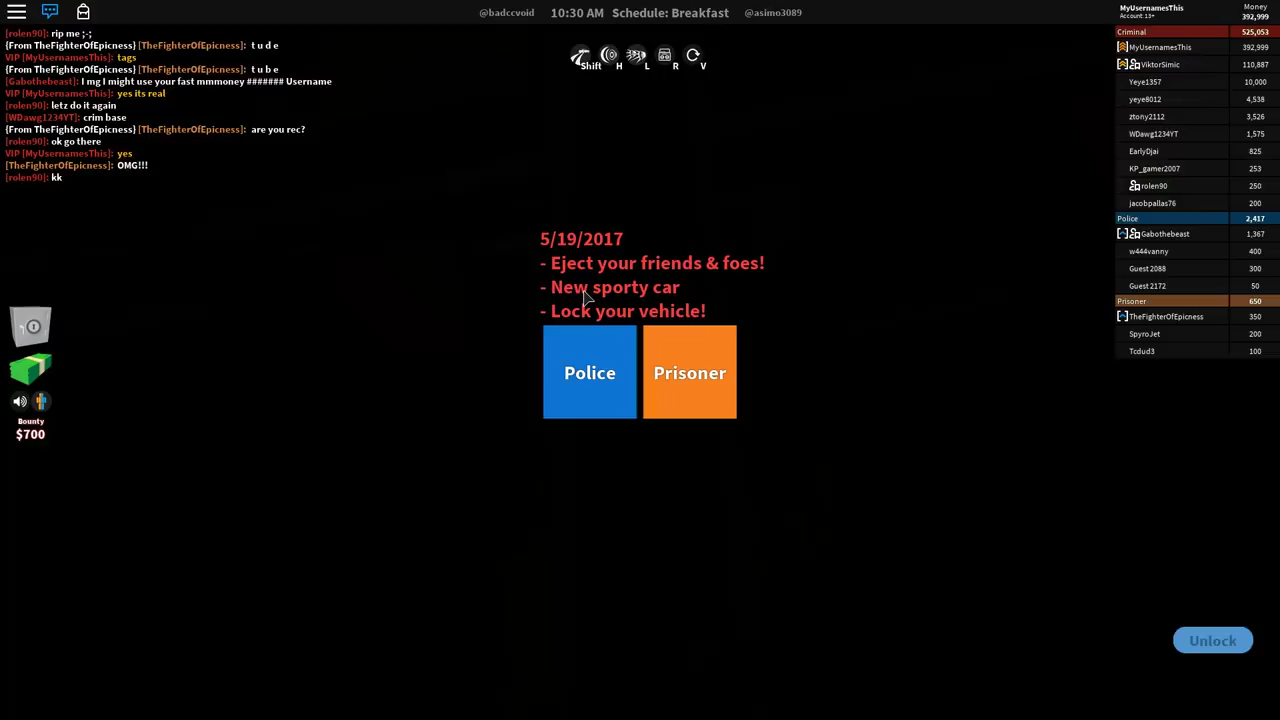 @badccvoid 10:30 AM Schedule: Breakfast @asimo3089
MyUsernamesThis
Account: 13+
Money
392,999
[rolen90]: rip me ;-;
{From TheFighterOfEpicness} [TheFighterOfEpicness]: t u d e
VIP [MyUsernamesThis]: tags
{From TheFighterOfEpicness} [TheFighterOfEpicness]: t u b e
[Gabothebeast]: I mg I might use your fast mmmoney ####### Username
VIP [MyUsernamesThis]: yes its real
[rolen90]: letz do it again
[WDawg1234YT]: crim base
{From TheFighterOfEpicness} [TheFighterOfEpicness]: are you rec?
[rolen90]: ok go there
VIP [MyUsernamesThis]: yes
[TheFighterOfEpicness]: OMG!!!
[rolen90]: kk
Shift H L R V
Criminal 525,053
MyUsernamesThis 392,999
ViktorSimic 110,887
Yeye1357 10,000
yeye8012 4,538
ztony2112 3,526
WDawg1234YT 1,575
EarlyDjai 825
KP_gamer2007 253
rolen90 250
jacobpallas76 200
Police 2,417
Gabothebeast 1,367
w444vanny 400
Guest 2088 300
Guest 2172 50
Prisoner 650
TheFighterOfEpicness 350
SpyroJet 200
Tcdud3 100
5/19/2017
- Eject your friends & foes!
- New sporty car
- Lock your vehicle!
Police Prisoner
Bounty
$700
Unlock